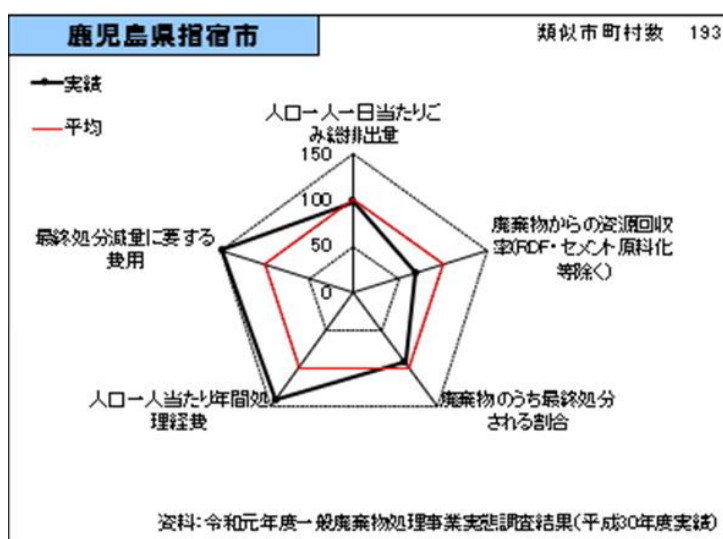 鹿児島県指宿市
類似市町村数 193
実績
平均
人口一人一日当たりご
み総排出量
150
100
50
0
廃棄物からの資源回収
率(RDF・セメント原料化
等除く)
最終処分減量に要する
費用
人口一人当たり年間処
理経費
廃棄物のうち最終処分
される割合
資料:令和元年度一般廃棄物処理事業実態調査結果(平成30年度実績)